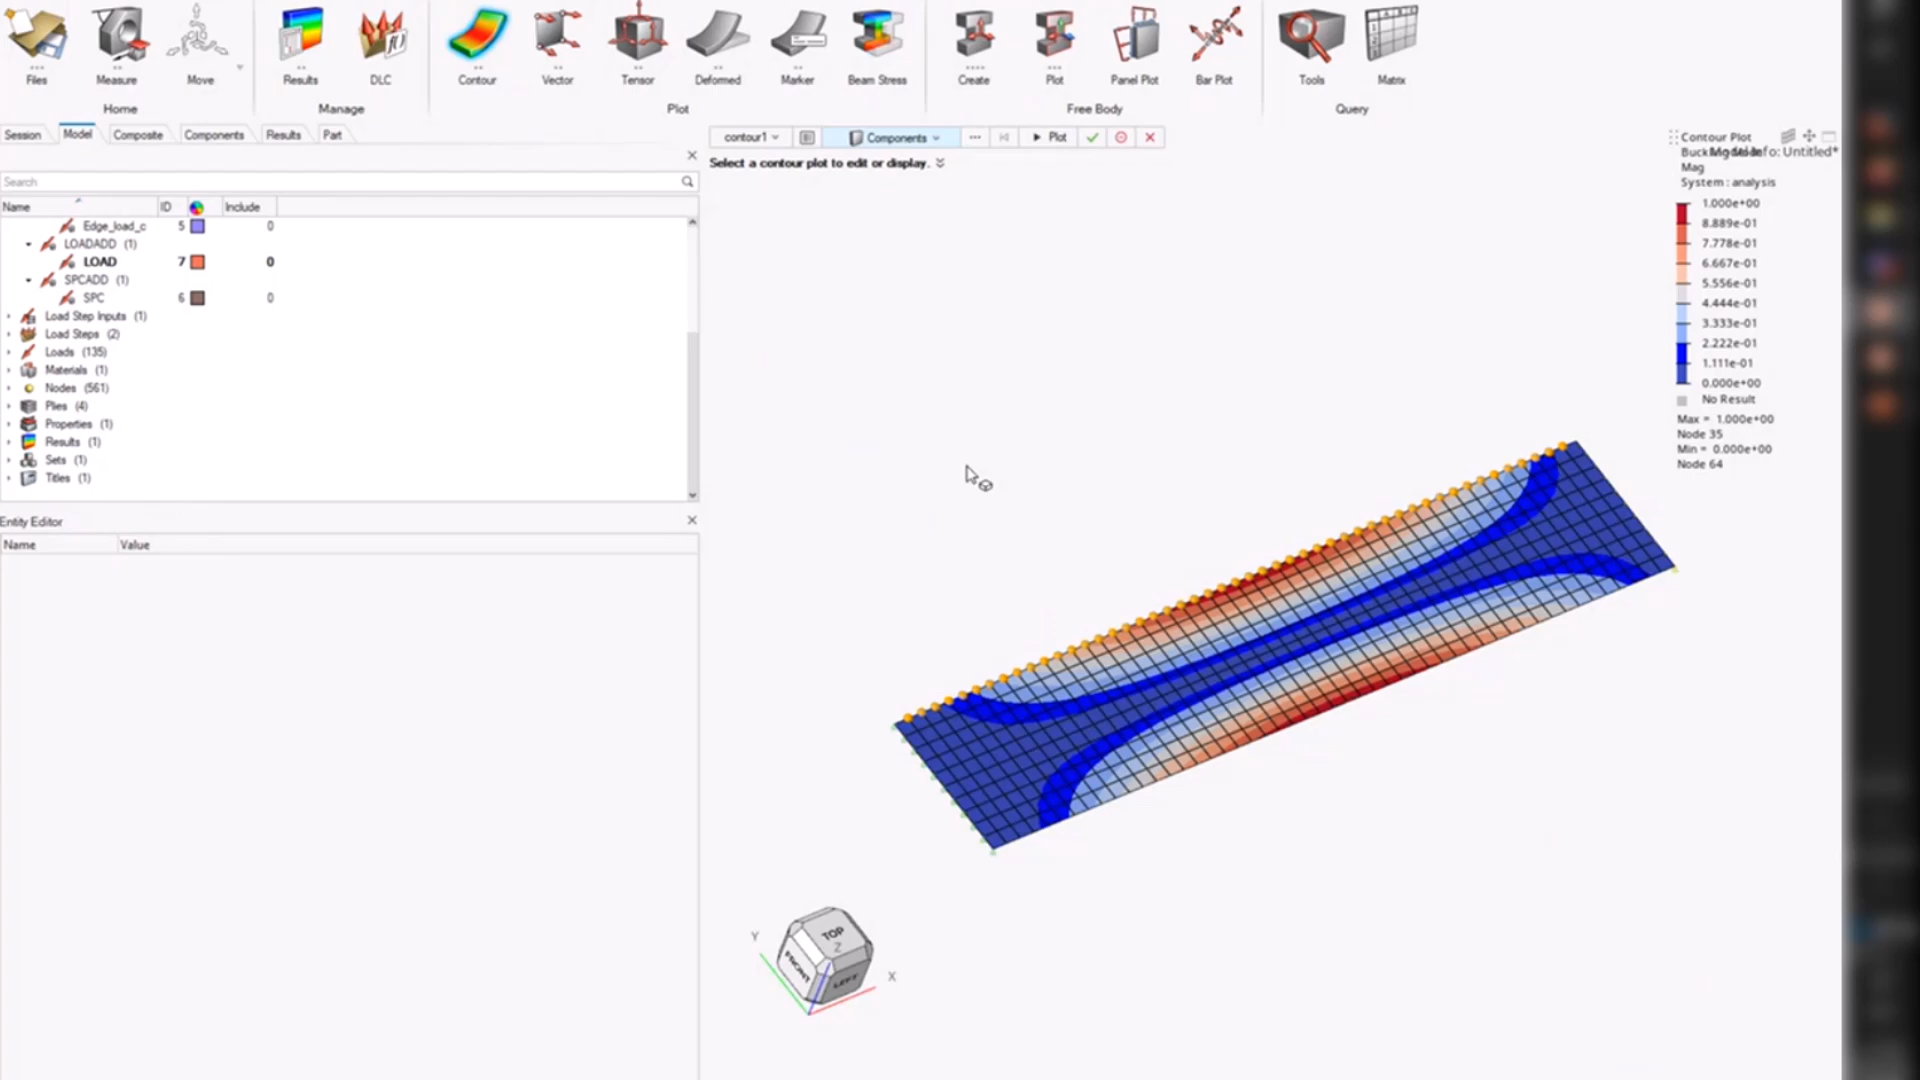 Files
Measure
Move
Results
DLC
Contour
Vector
Tensor
Deformed
Marker
Beam Stress
Create
Plot
Panel Plot
Bar Plot
Tools
Matrix
Home
Manage
Plot
Free Body
Query
Session
Model
Composite
Components
Results
Part
contour1
Components
Plot
Select a contour plot to edit or display.
Search
Name
ID
Include
Edge_load_c 5 0
LOADADD (1)
LOAD 7 0
SPCADD (1)
SPC 6 0
Load Step Inputs (1)
Load Steps (2)
Loads (135)
Materials (1)
Nodes (561)
Plies (4)
Properties (1)
Results (1)
Sets (1)
Titles (1)
Entity Editor
Name
Value
Contour Plot
fo: Untitled*
Mag
System : analysis
1.000e+00
8.889e-01
7.778e-01
6.667e-01
5.556e-01
4.444e-01
3.333e-01
2.222e-01
1.111e-01
0.000e+00
No Result
Max = 1.000e+00
Node 35
Min = 0.000e+00
Node 64
TOP
Z
FRONT
LEFT
Y
X